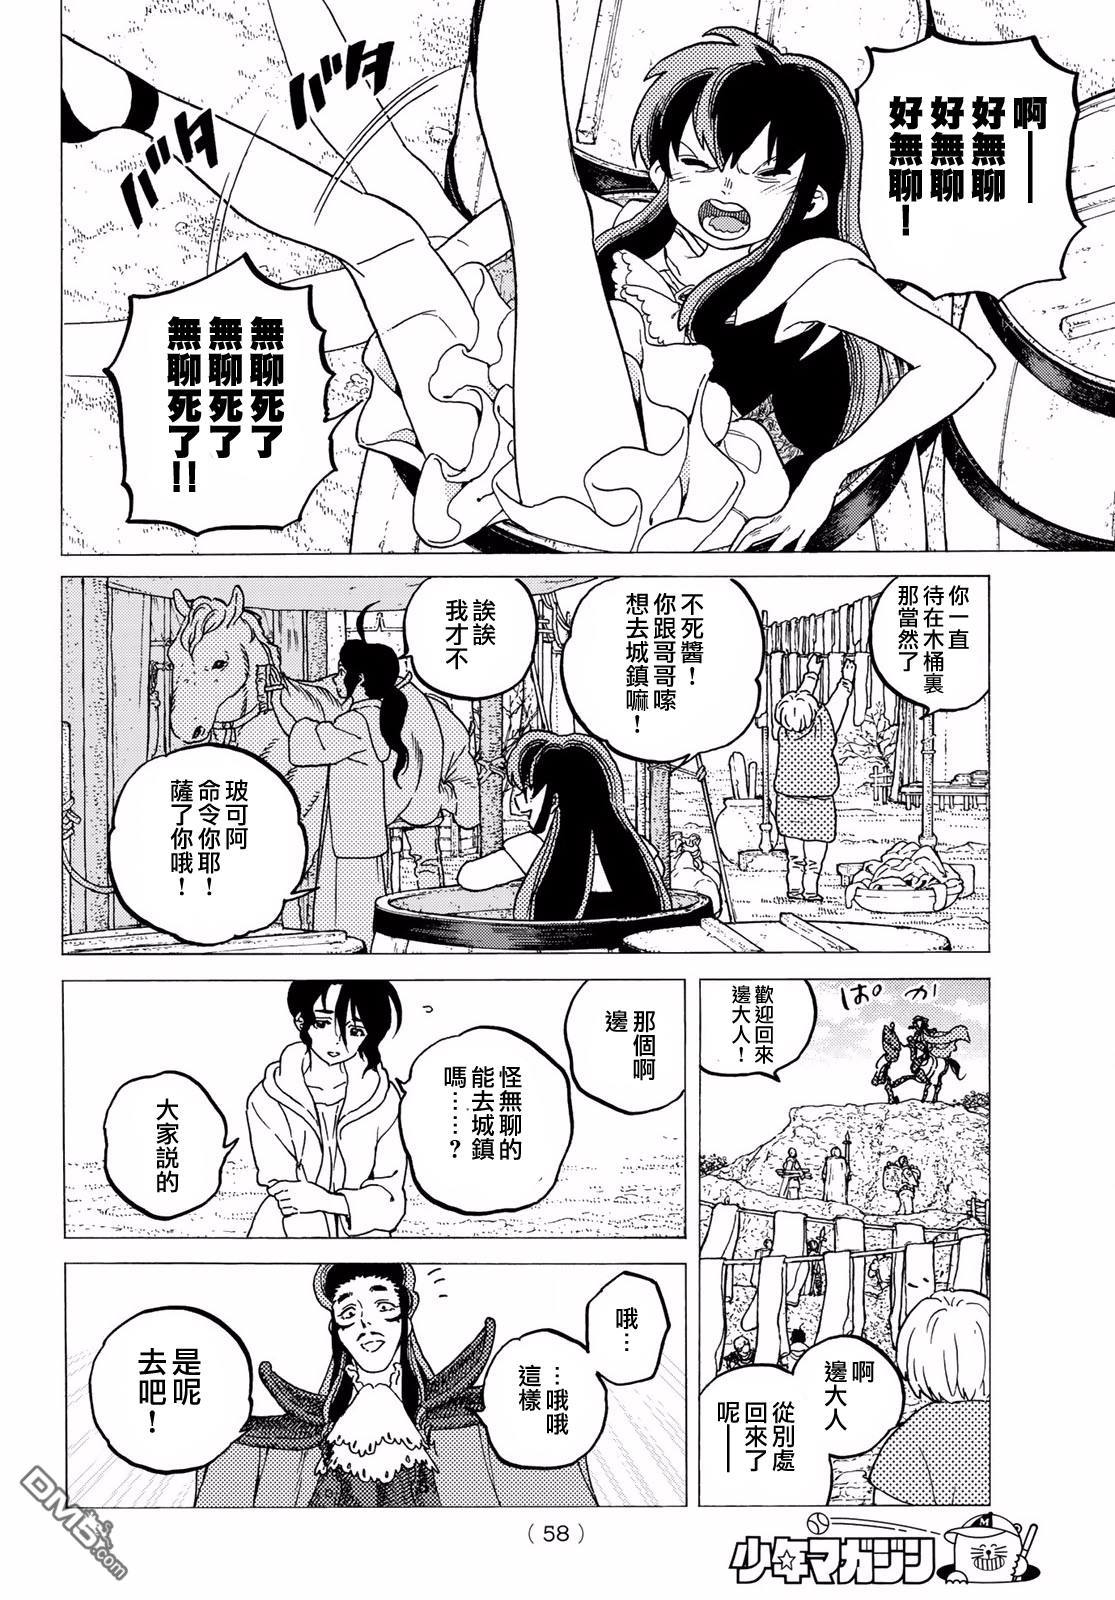 啊——
好無聊
好無聊
好無聊！
バタ
バタ
無聊死了
無聊死了
無聊死了!!
你一直
待在木桶裏
那當然了
不死醬！
你跟哥哥嗦
想去城鎮嘛！
誒誒
我才不
玻可阿
命令你耶！
薩了你哦！
ぱか
歡迎回來
邊大人！
啊
邊大人
從別處
回來了
呢——
那個啊
邊
怪無聊的
能去城鎮
嗎……？
大家説的
哦…
…哦哦
這樣
是呢
去吧！
（58）
少年マガジン
M
DM5.com